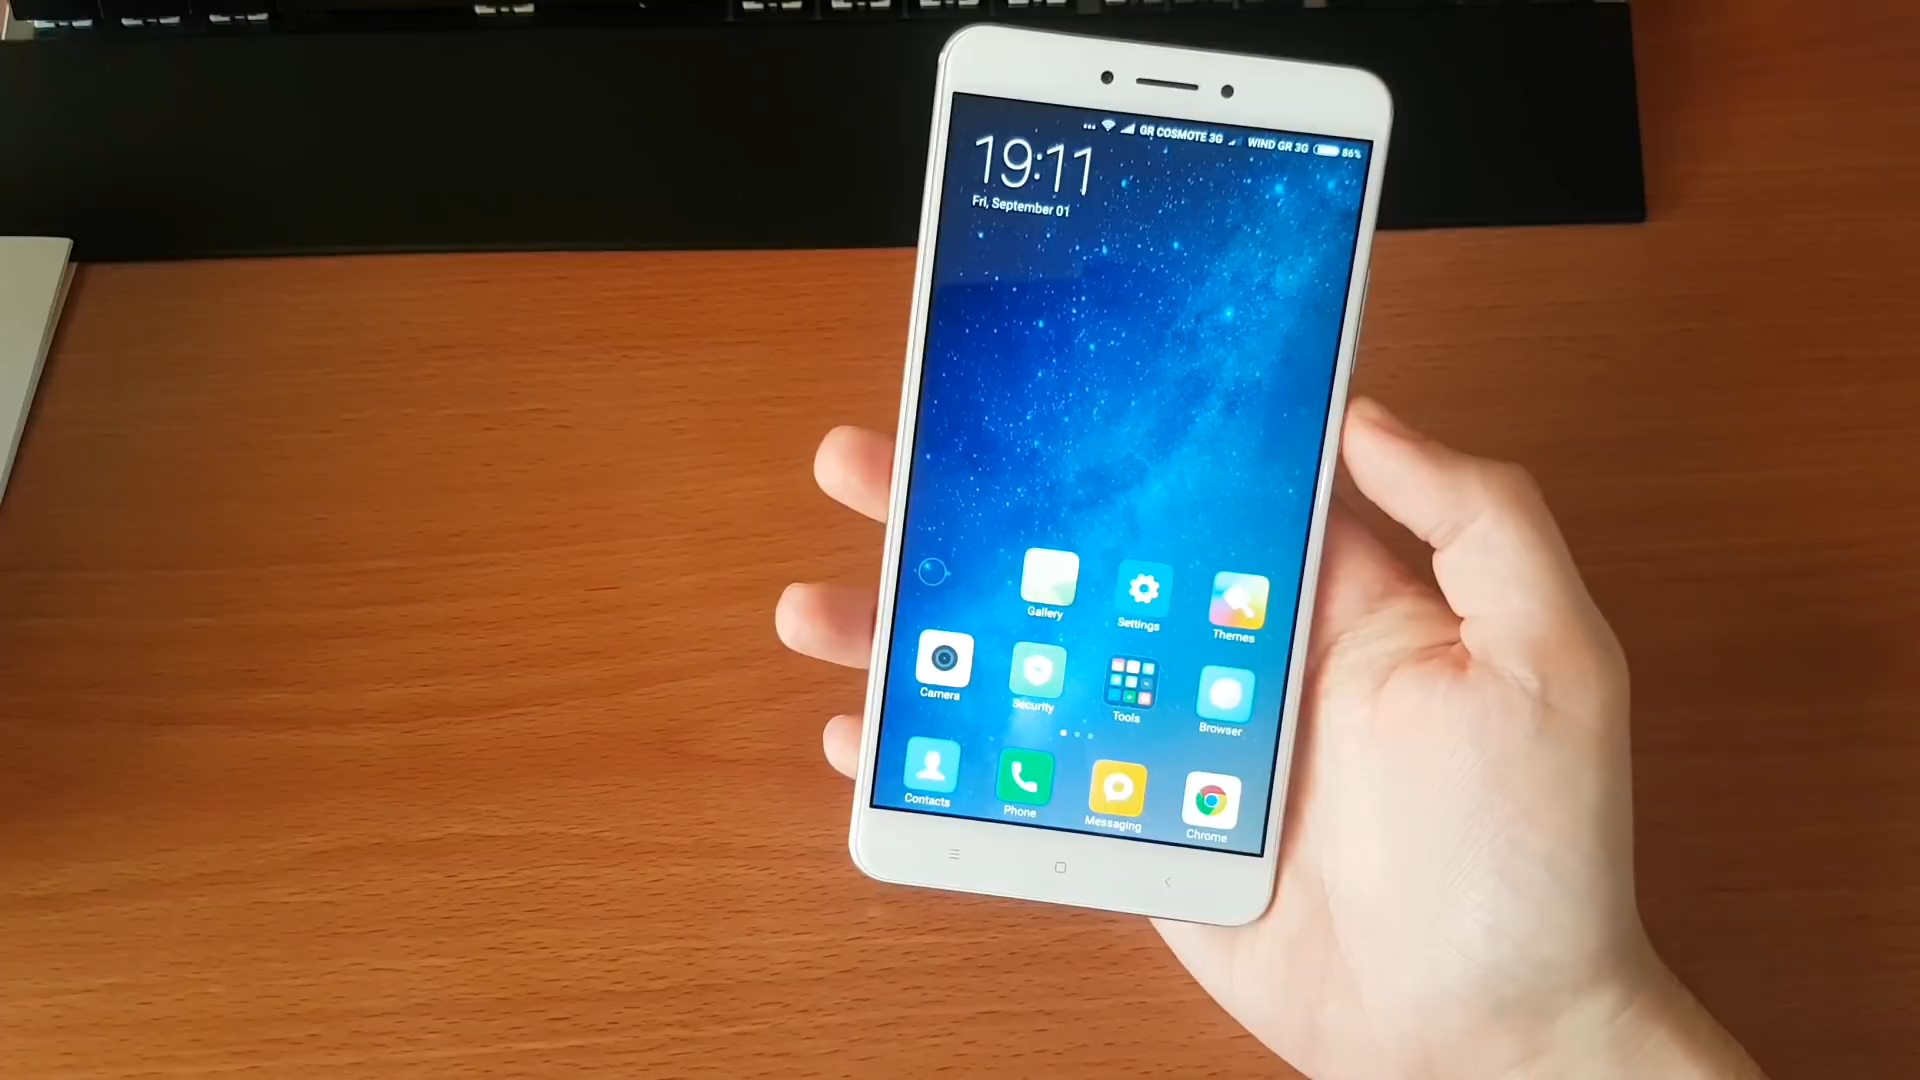 GR COSMOTE 3G WIND GR 3G 86%
19:11
Fri, September 01
Gallery Settings Themes
Camera Security Tools Browser
Contacts Phone Messaging Chrome